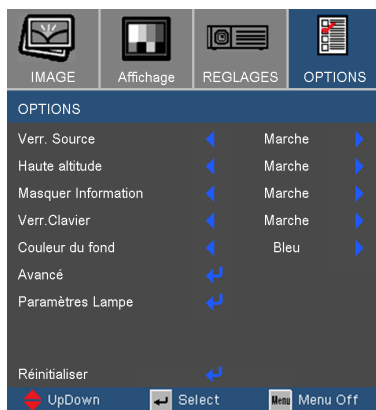 IMAGE Affichage REGLAGES OPTIONS
OPTIONS
Verr. Source Marche
Haute altitude Marche
Masquer Information Marche
Verr.Clavier Marche
Couleur du fond Bleu
Avancé
Paramètres Lampe
Réinitialiser
UpDown Select Menu Menu Off